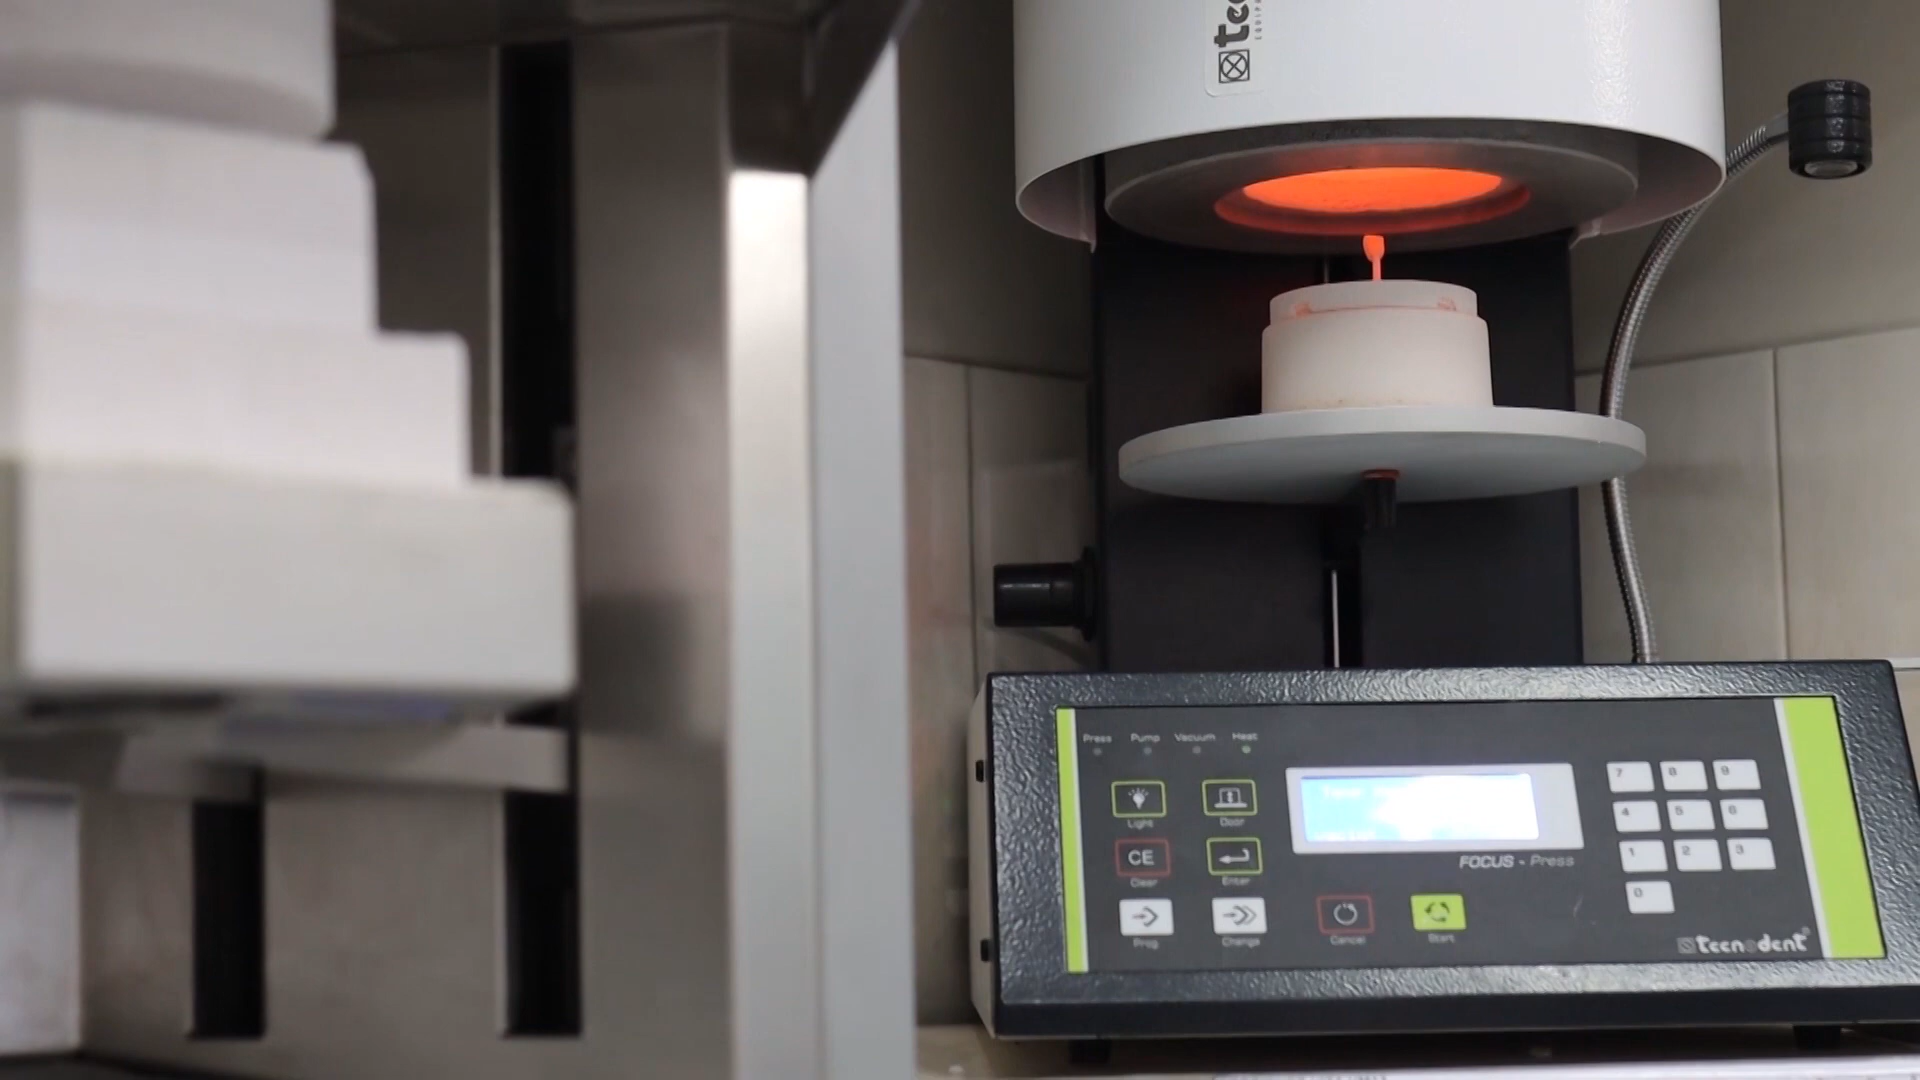 tec
Press Pump Vacuum Heat
Light Door
CE
Clear Enter
Prog Change Cancel Start
FOCUS - Press
7 8 9
4 5 6
1 2 3
0
tecnodent